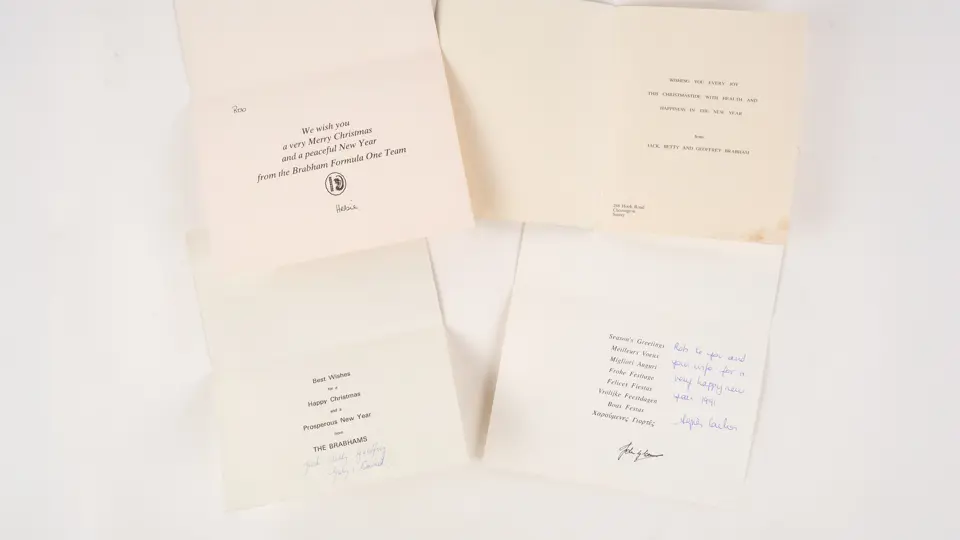 We wish you
a very Merry Christmas
and a peaceful New Year
from the Brabham Formula One Team
WISHING YOU EVERY JOY
THIS CHRISTMASTIDE WITH HEALTH AND
HAPPINESS IN THE NEW YEAR
from
JACK, BETTY AND GEOFFREY BRABHAM
Hook Road
Surrey
Best Wishes
for a
Happy Christmas
and a
Prosperous New Year
from
THE BRABHAMS
Season's Greetings
Meilleurs Voeux
Migliori Auguri
Frohe Festtage
Felices Fiestas
Vrolijke Feestdagen
Boas Festas
Χαρούμενες Γιορτές
to you and
your wife for a
very happy new
year 1991